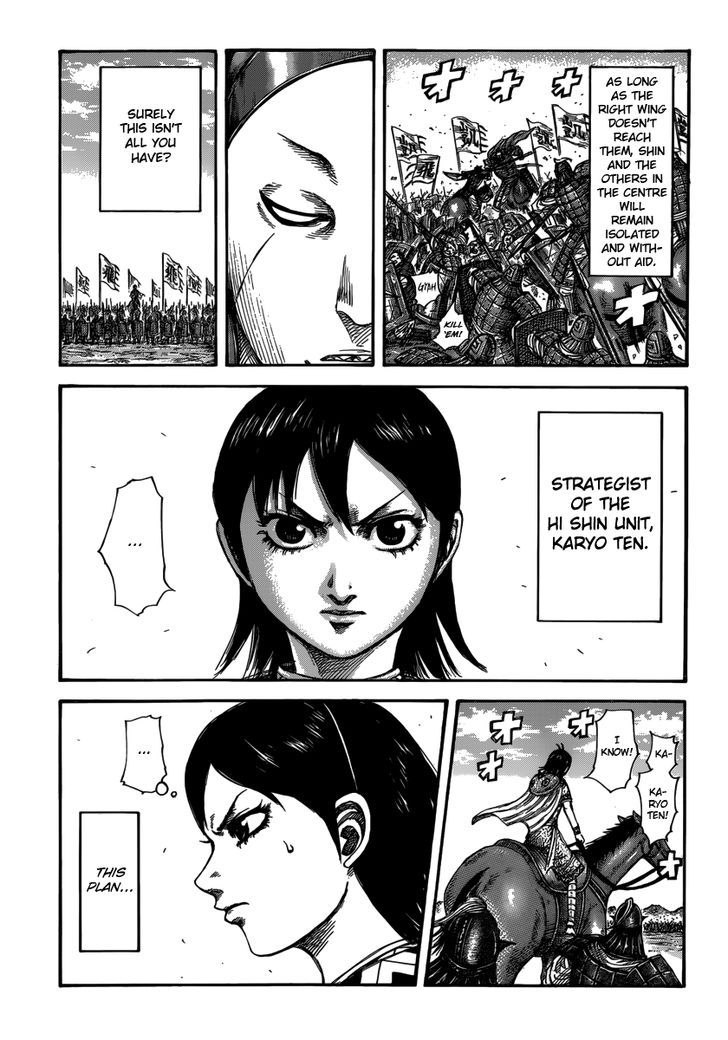 AS LONG
AS THE
RIGHT WING
DOESN'T
REACH
THEM, SHIN
AND THE
OTHERS IN
THE CENTRE
WILL
REMAIN
ISOLATED
AND WITH-
OUT AID.
GYAH
KILL
'EM!
SURELY
THIS ISN'T
ALL YOU
HAVE?
STRATEGIST
OF THE
HI SHIN UNIT,
KARYO TEN.
...
KA-
KA-
RYO
TEN!
I
KNOW!
...
THIS
PLAN...